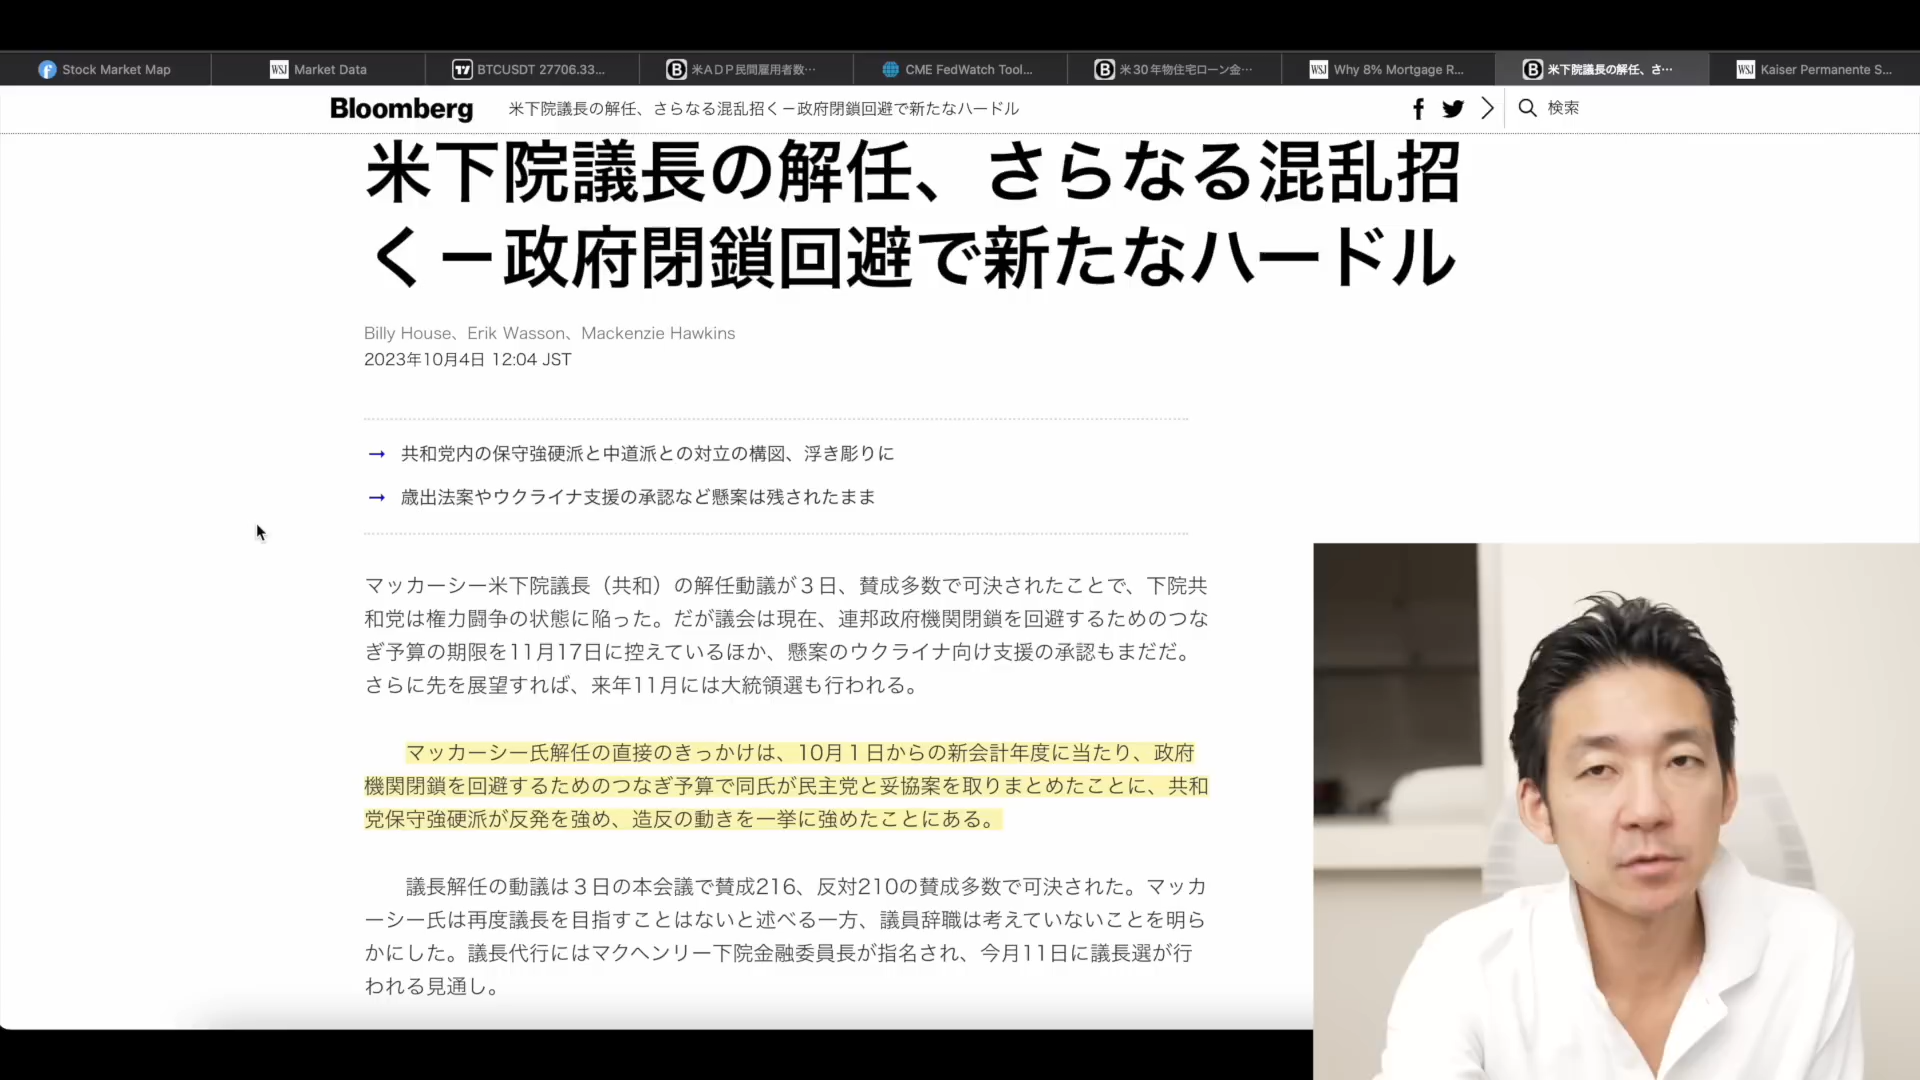 Stock Market Map
WSJ Market Data
BTCUSDT 27706.33...
B 米ADP民間雇用者数…
CME FedWatch Tool...
B 米30年物住宅ローン金…
WSJ Why 8% Mortgage R...
B 米下院議長の解任、さ…
WSJ Kaiser Permanente S...
Bloomberg 米下院議長の解任、さらなる混乱招く－政府閉鎖回避で新たなハードル 検索
米下院議長の解任、さらなる混乱招
く－政府閉鎖回避で新たなハードル
Billy House、Erik Wasson、Mackenzie Hawkins
2023年10月4日 12:04 JST
→ 共和党内の保守強硬派と中道派との対立の構図、浮き彫りに
→ 歳出法案やウクライナ支援の承認など懸案は残されたまま
マッカーシー米下院議長（共和）の解任動議が３日、賛成多数で可決されたことで、下院共
和党は権力闘争の状態に陥った。だが議会は現在、連邦政府機関閉鎖を回避するためのつな
ぎ予算の期限を11月17日に控えているほか、懸案のウクライナ向け支援の承認もまだだ。
さらに先を展望すれば、来年11月には大統領選も行われる。
マッカーシー氏解任の直接のきっかけは、10月１日からの新会計年度に当たり、政府
機関閉鎖を回避するためのつなぎ予算で同氏が民主党と妥協案を取りまとめたことに、共和
党保守強硬派が反発を強め、造反の動きを一挙に強めたことにある。
議長解任の動議は３日の本会議で賛成216、反対210の賛成多数で可決された。マッカ
ーシー氏は再度議長を目指すことはないと述べる一方、議員辞職は考えていないことを明ら
かにした。議長代行にはマクヘンリー下院金融委員長が指名され、今月11日に議長選が行
われる見通し。